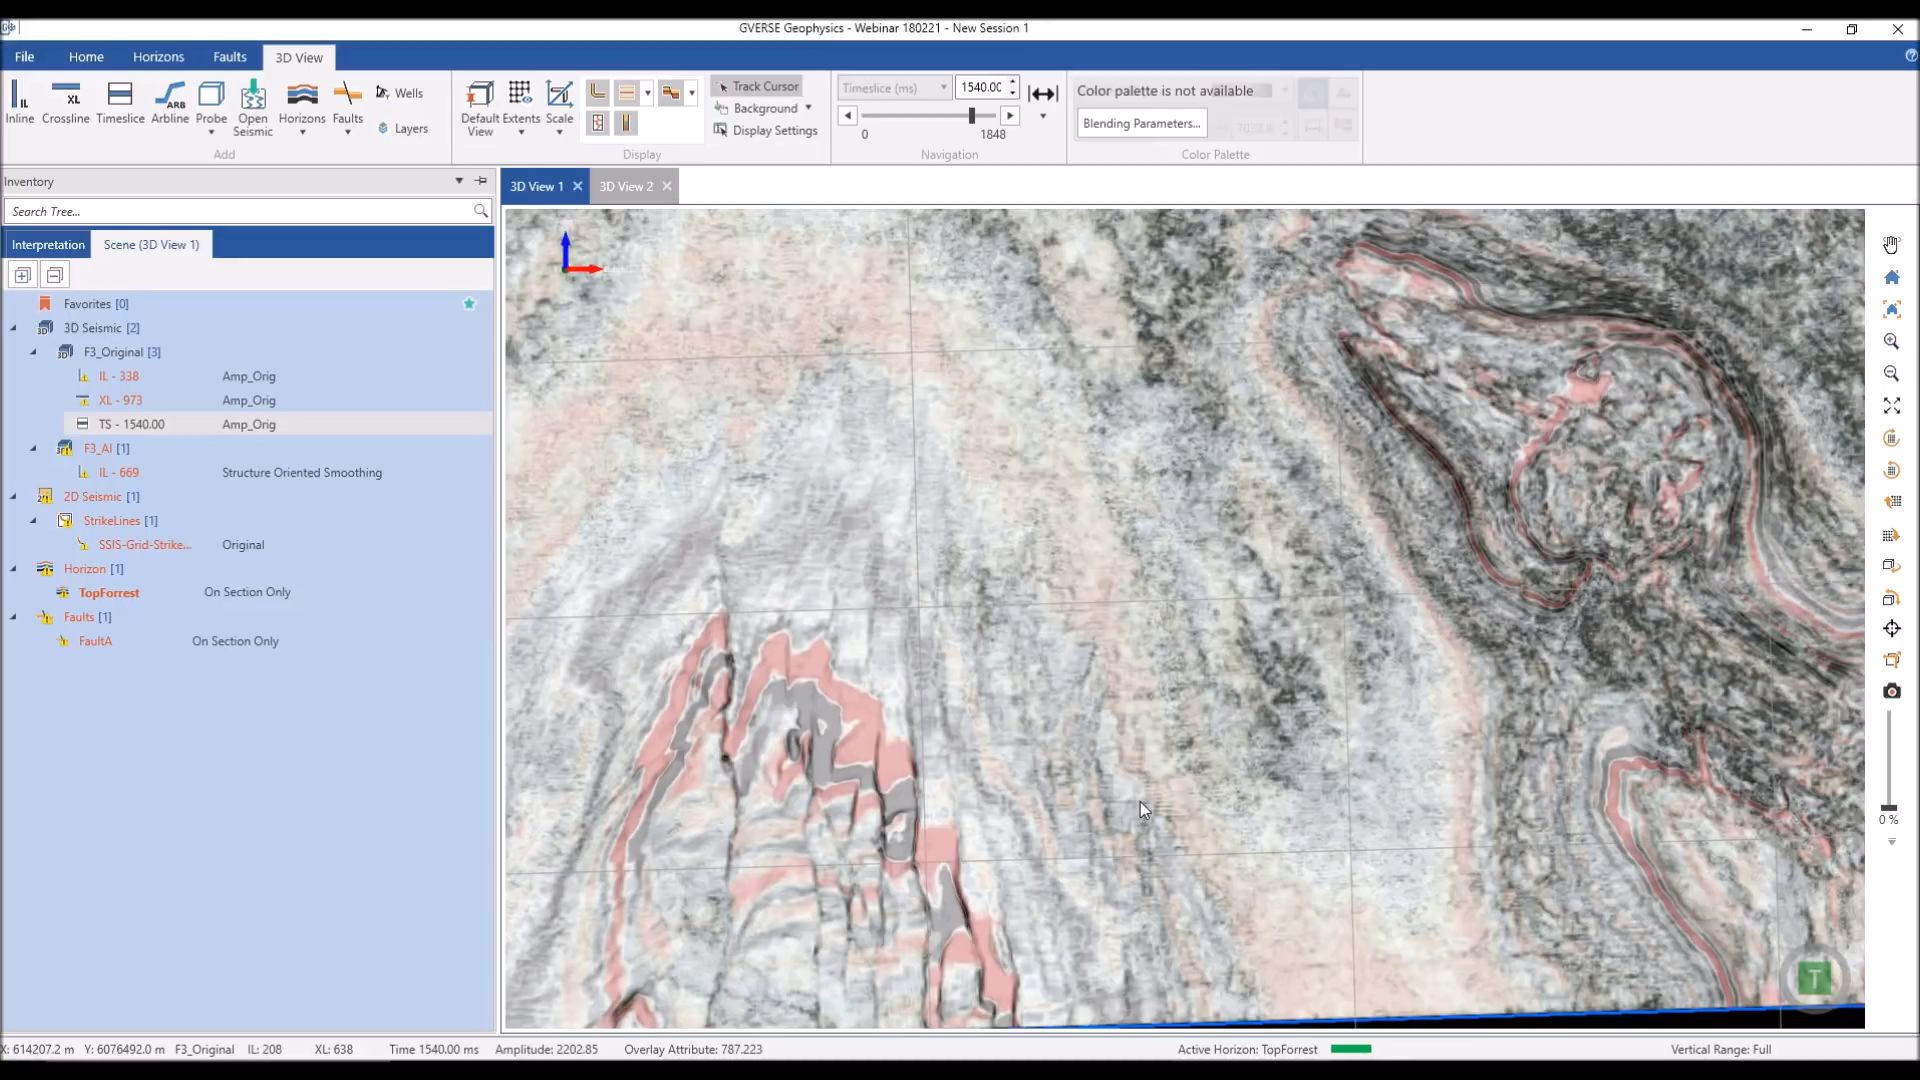 GVERSE Geophysics - Webinar 180221 - New Session 1
File Home Horizons Faults 3D View
IL XL ARB
Inline Crossline Timeslice Arbline Probe Open Seismic Horizons Faults
Wells
Layers
Add
Default View Extents Scale
Display
Track Cursor
Background
Display Settings
Timeslice (ms) 1540.00
0 1848
Navigation
Color palette is not available
Blending Parameters...
Color Palette
Inventory
Search Tree...
Interpretation Scene (3D View 1)
3D View 1 3D View 2
Favorites [0]
3D Seismic [2]
F3_Original [3]
IL - 338 Amp_Orig
XL - 973 Amp_Orig
TS - 1540.00 Amp_Orig
F3_AI [1]
IL - 669 Structure Oriented Smoothing
2D Seismic [1]
StrikeLines [1]
SSIS-Grid-Strike... Original
Horizon [1]
TopForrest On Section Only
Faults [1]
FaultA On Section Only
0 %
T
X: 614207.2 m Y: 6076492.0 m F3_Original IL: 208 XL: 638 Time 1540.00 ms Amplitude: 2202.85 Overlay Attribute: 787.223 Active Horizon: TopForrest Vertical Range: Full